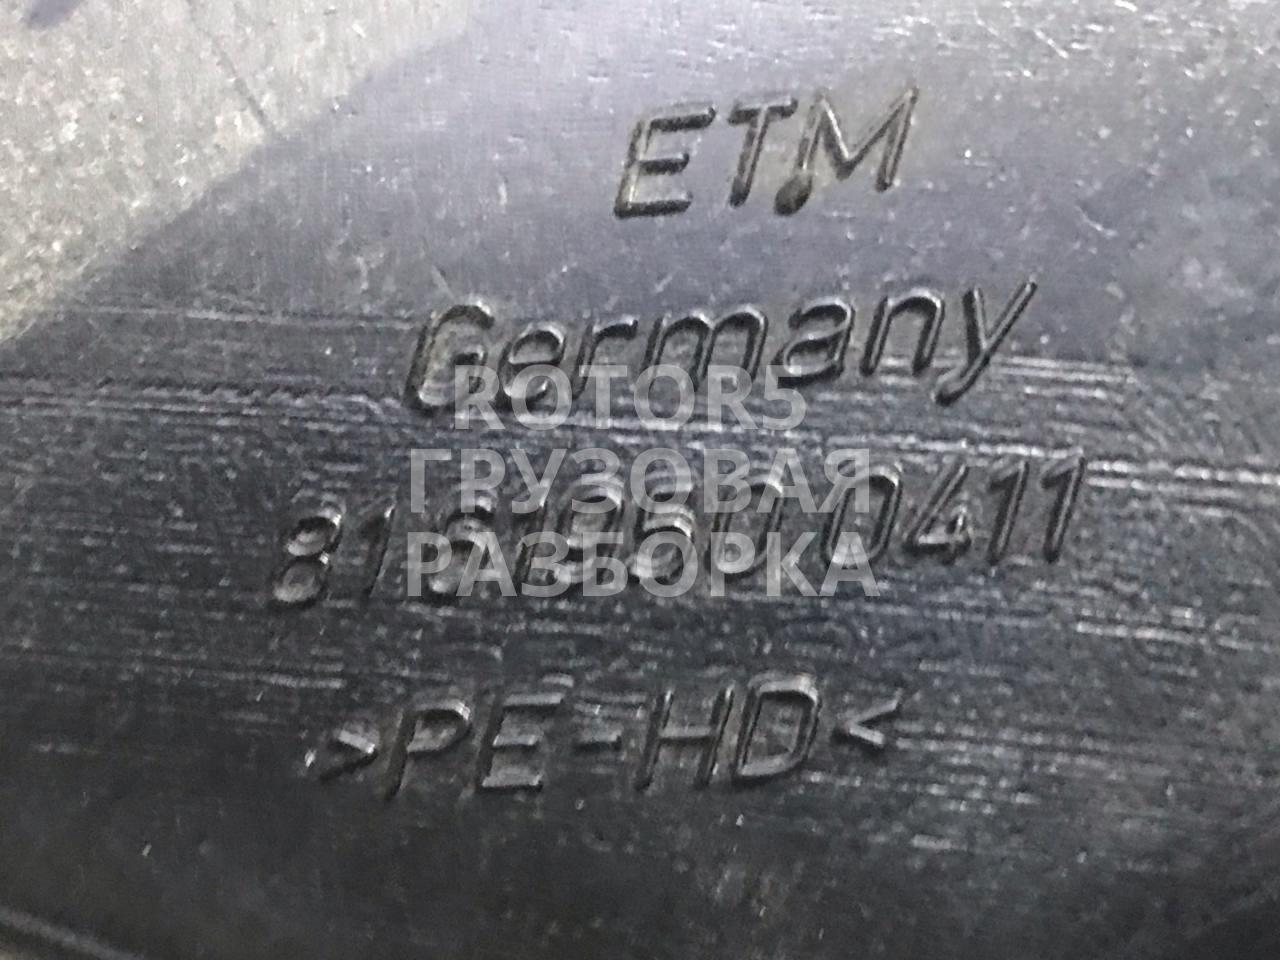 ETM
Germany
ROTOR5
ГРУЗОВАЯ
РАЗБОРКА
>PE-HD<